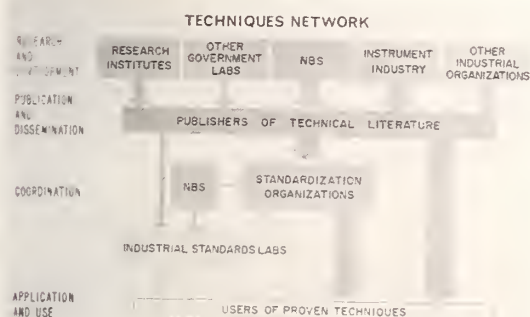 TECHNIQUES NETWORK
RESEARCH
AND
DEVELOPMENT
RESEARCH
INSTITUTES
OTHER
GOVERNMENT
LABS
NBS
INSTRUMENT
INDUSTRY
OTHER
INDUSTRIAL
ORGANIZATIONS
PUBLICATION
AND
DISSEMINATION
PUBLISHERS OF TECHNICAL LITERATURE
COORDINATION
NBS
STANDARDIZATION
ORGANIZATIONS
INDUSTRIAL STANDARDS LABS
APPLICATION
AND USE
USERS OF PROVEN TECHNIQUES